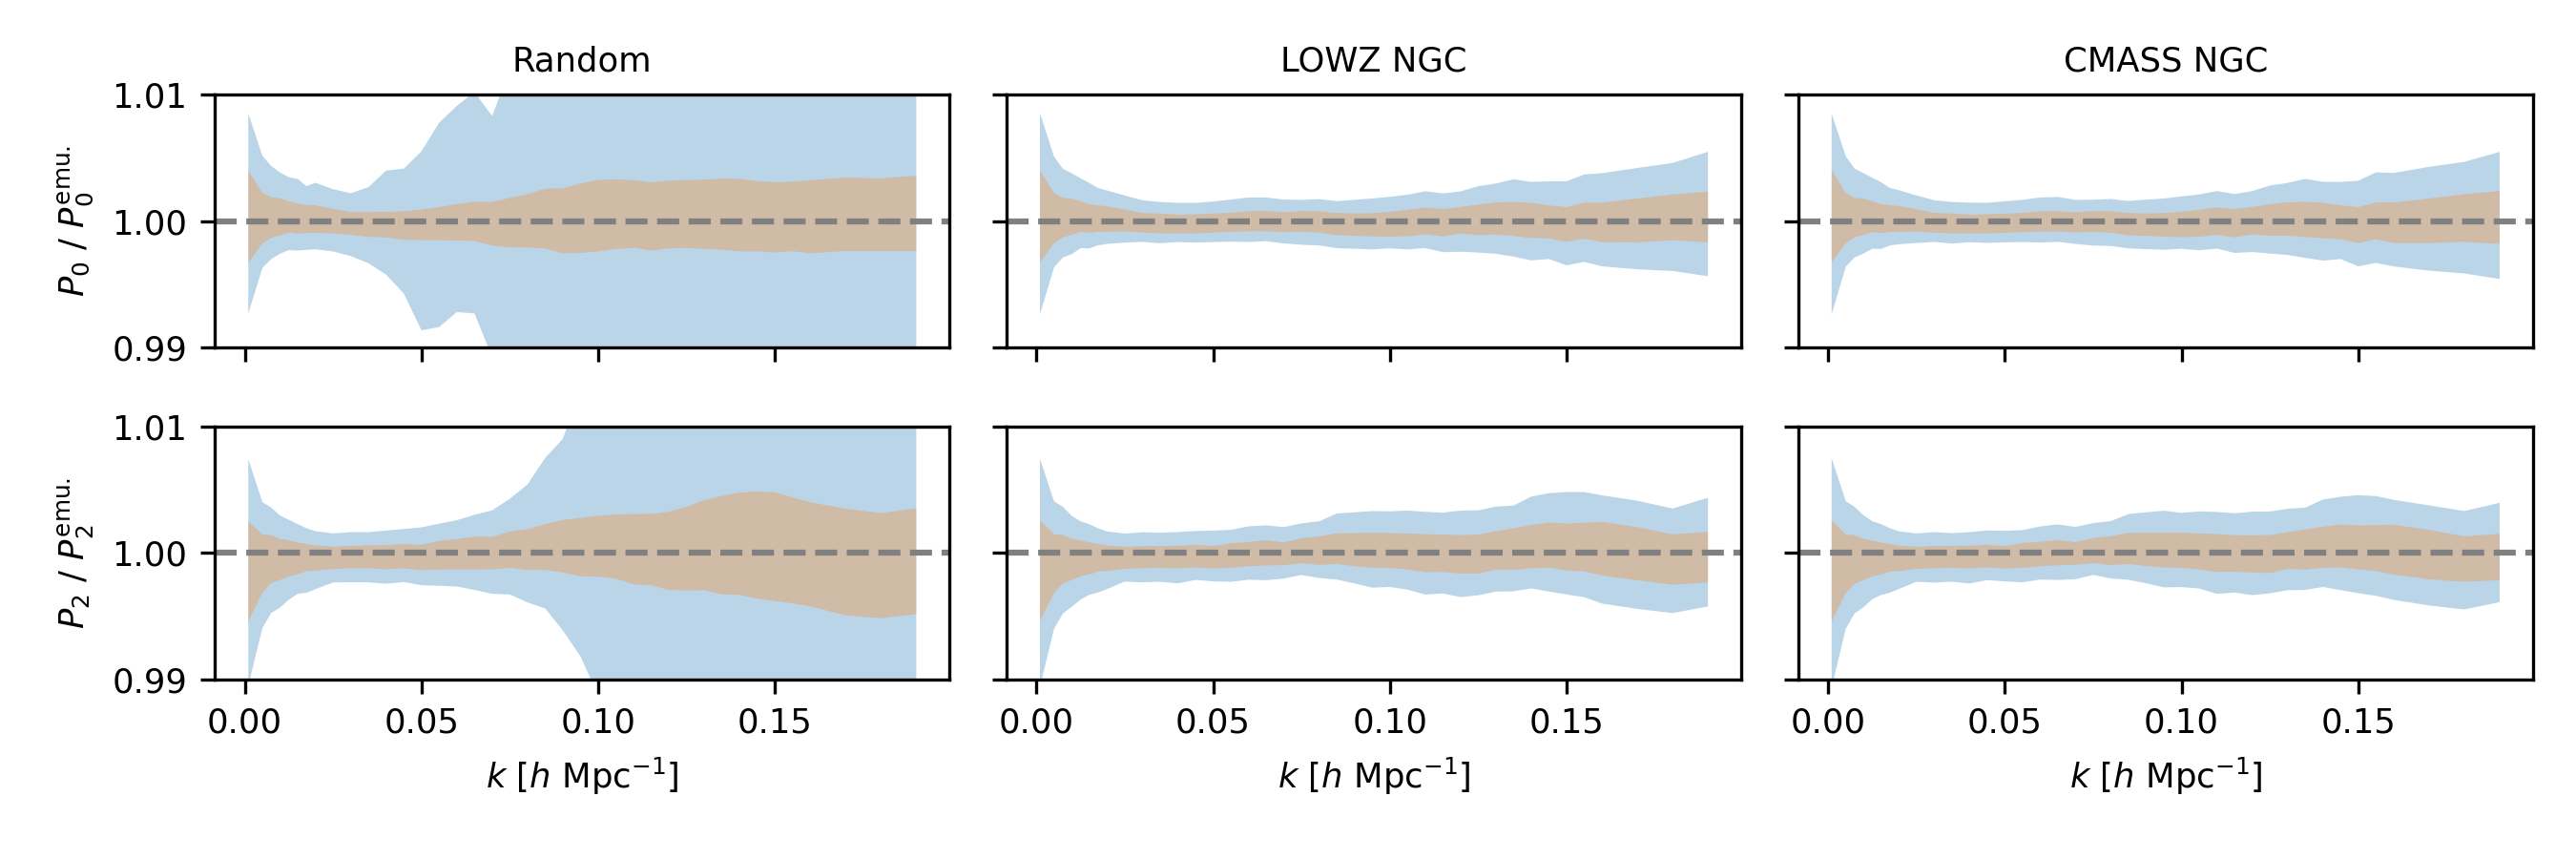 Random LOWZ NGC CMASS NGC
1.01
1.00
0.99
P₀ / P₀ᵉᵐᵘ·
1.01
1.00
0.99
P₂ / P₂ᵉᵐᵘ·
0.00 0.05 0.10 0.15 0.00 0.05 0.10 0.15 0.00 0.05 0.10 0.15
k [h Mpc⁻¹] k [h Mpc⁻¹] k [h Mpc⁻¹]